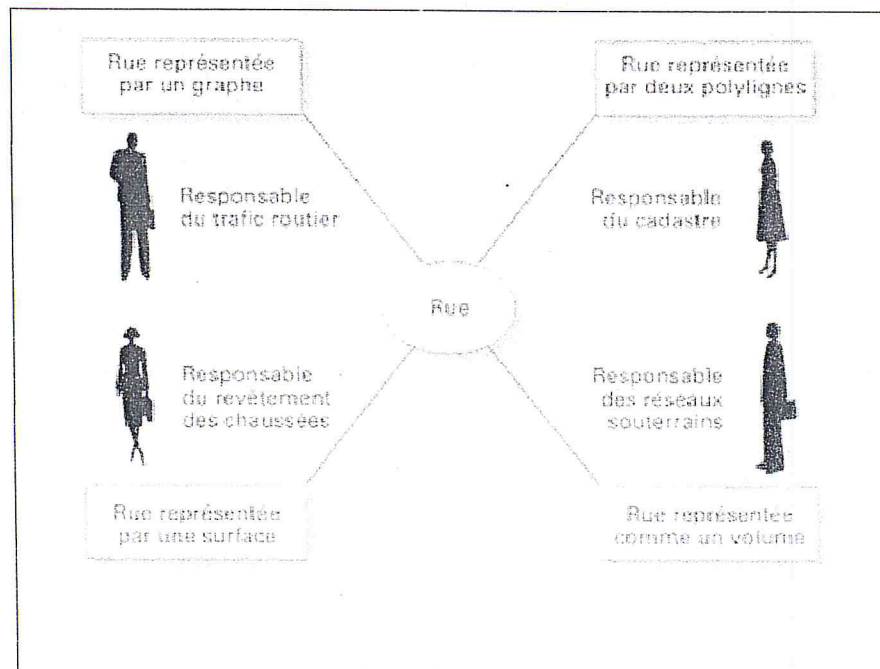 Rue représentée
par un graphe
Rue représentée
par deux polylignes
Responsable
du trafic routier
Responsable
du cadastre
Rue
Responsable
du revêtement
des chaussées
Responsable
des réseaux
souterrains
Rue représentée
par une surface
Rue représentée
comme un volume